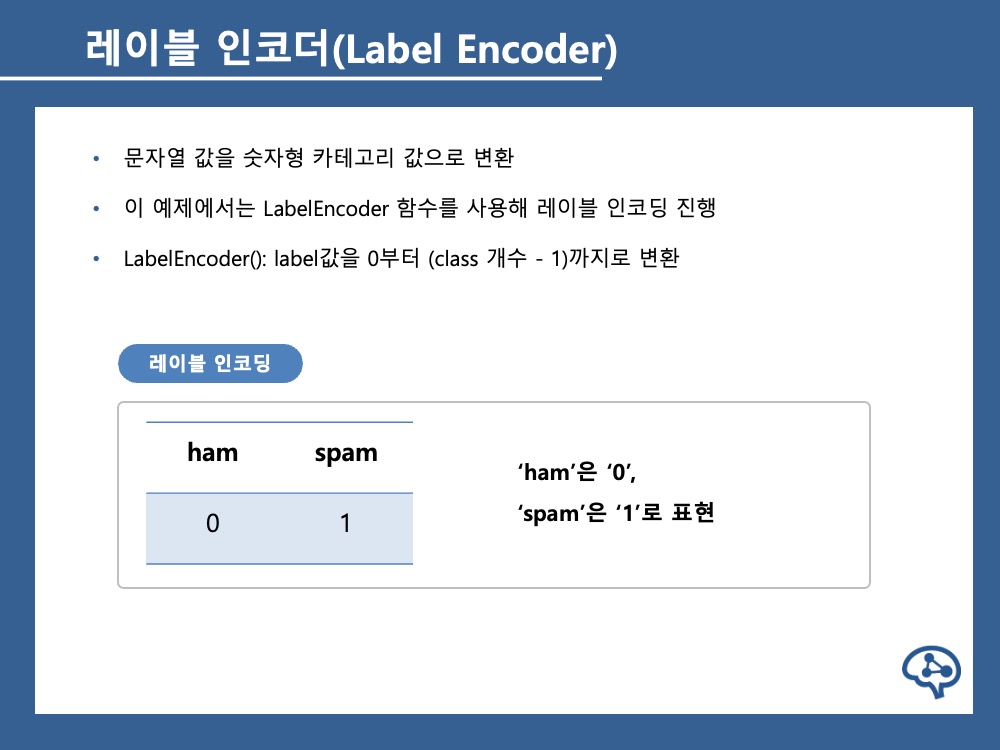 레이블 인코더(Label Encoder)
• 문자열 값을 숫자형 카테고리 값으로 변환
• 이 예제에서는 LabelEncoder 함수를 사용해 레이블 인코딩 진행
• LabelEncoder(): label값을 0부터 (class 개수 - 1)까지로 변환
레이블 인코딩
ham spam
0 1
‘ham’은 ‘0’,
‘spam’은 ‘1’로 표현